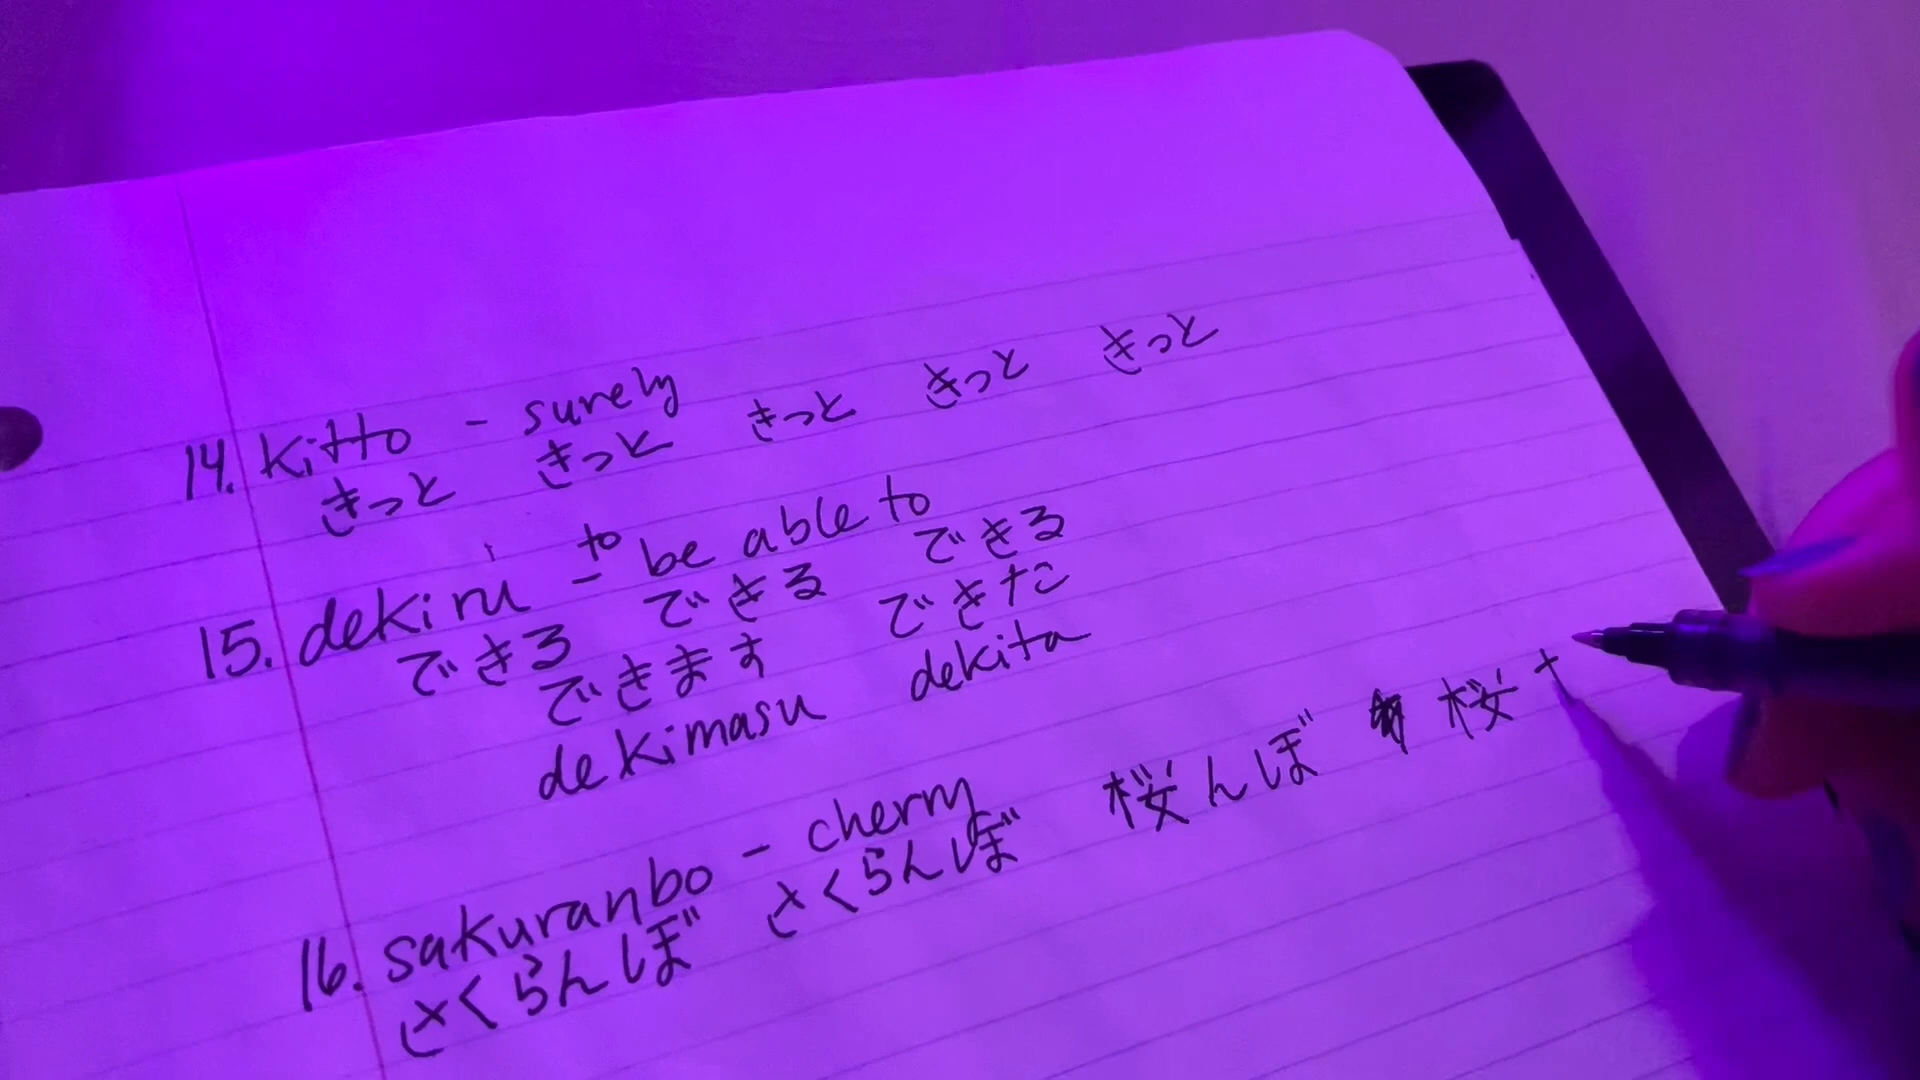 14. kitto - surely
きっと きっと きっと きっと きっと
15. dekiru - to be able to
できる できる できる
できます できた
dekimasu dekita
16. sakuranbo - cherry
さくらんぼ さくらんぼ 桜んぼ 桜